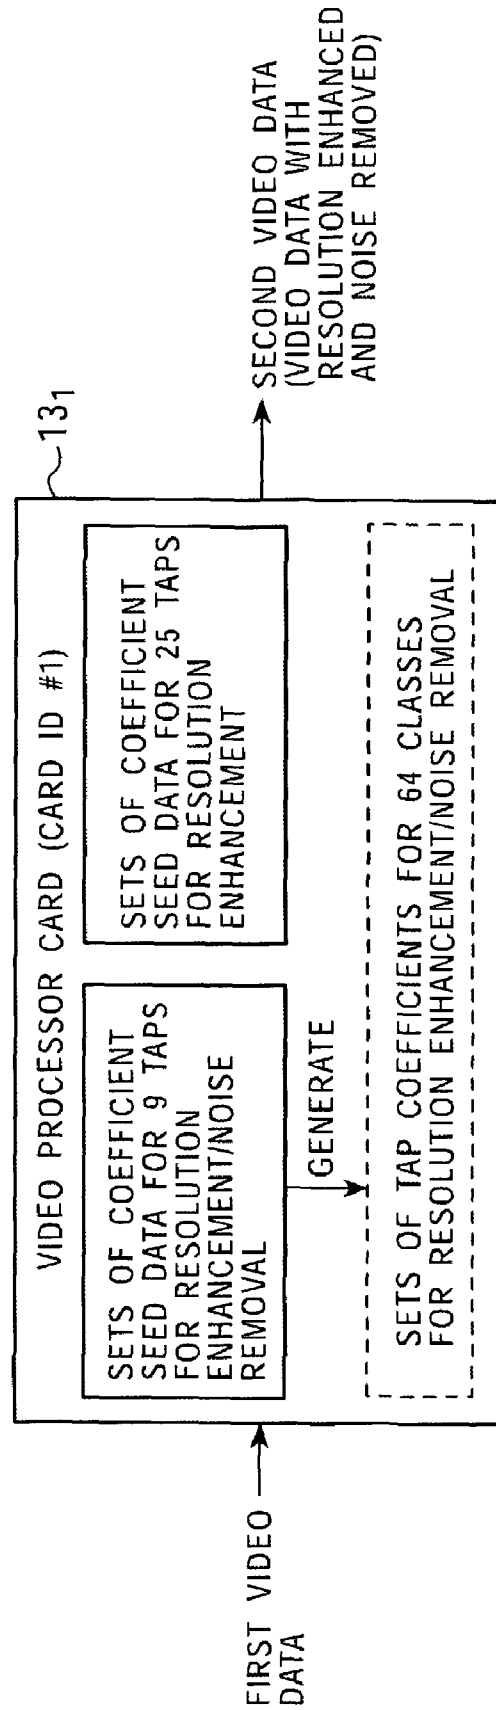 FIRST VIDEO
DATA
VIDEO PROCESSOR CARD (CARD ID #1)
13₁
SETS OF COEFFICIENT
SEED DATA FOR 9 TAPS
FOR RESOLUTION
ENHANCEMENT/NOISE
REMOVAL
SETS OF COEFFICIENT
SEED DATA FOR 25 TAPS
FOR RESOLUTION
ENHANCEMENT
GENERATE
SETS OF TAP COEFFICIENTS FOR 64 CLASSES
FOR RESOLUTION ENHANCEMENT/NOISE REMOVAL
SECOND VIDEO DATA
(VIDEO DATA WITH
RESOLUTION ENHANCED
AND NOISE REMOVED)